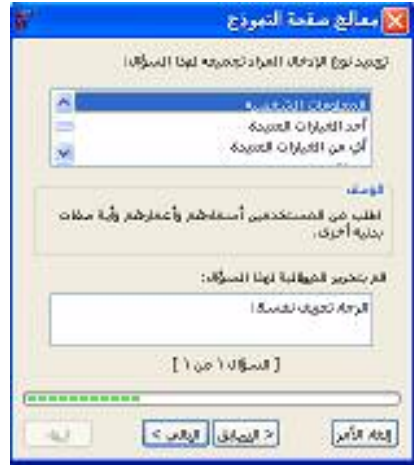 معالج صفحة النموذج
تحديد نوع الإدخال المراد تجميعه لهذا السؤال:
المعلومات الشخصية
أحد الخيارات العديدة
أي من الخيارات العديدة
الوصف
اطلب من المستخدمين أسماءهم وأعمارهم وأية صفات
بدنية أخرى.
قم بتحرير المطالبة لهذا السؤال:
الرجاء تعريف نفسك:
[ السؤال ١ من ١ ]
إلغاء الأمر
< السابق
التالي >
إنهاء